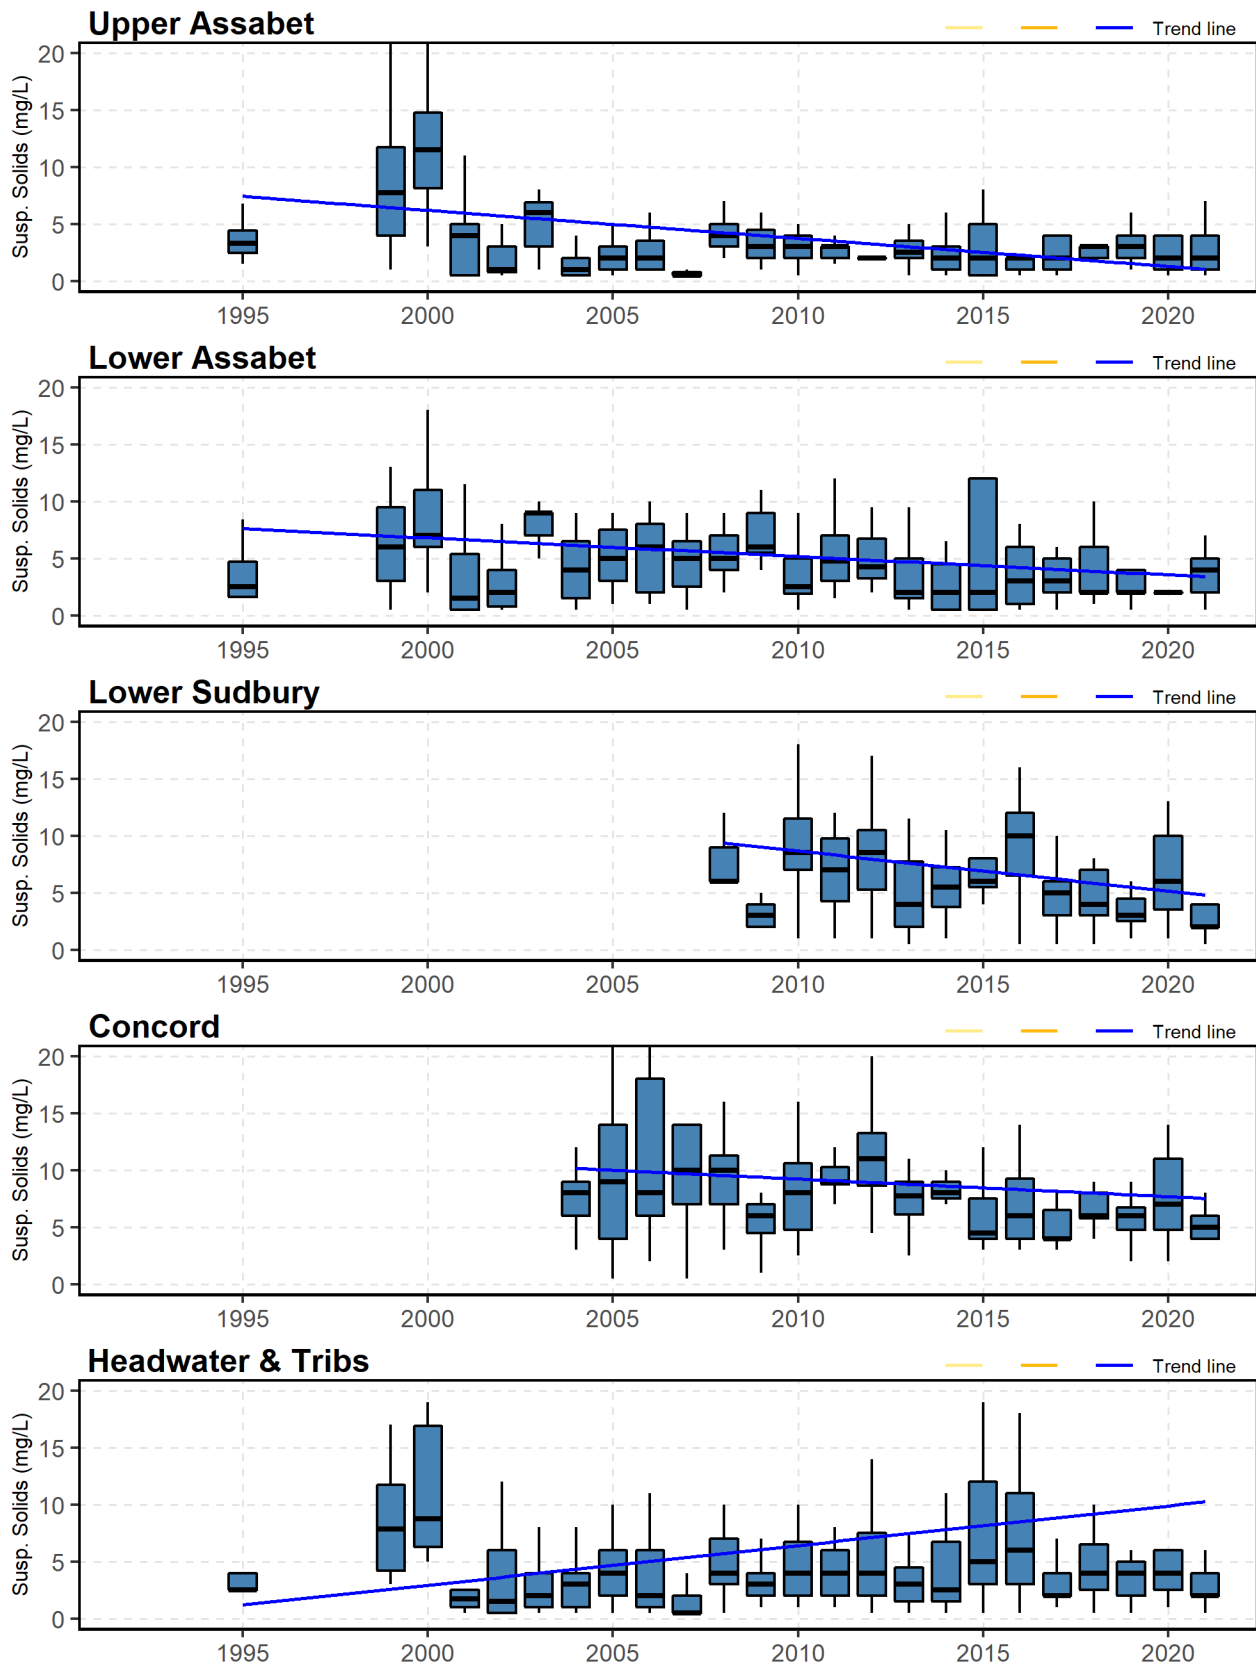 Upper Assabet
Trend line
Susp. Solids (mg/L)
20
15
10
5
0
1995 2000 2005 2010 2015 2020
Lower Assabet
Trend line
Susp. Solids (mg/L)
20
15
10
5
0
1995 2000 2005 2010 2015 2020
Lower Sudbury
Trend line
Susp. Solids (mg/L)
20
15
10
5
0
1995 2000 2005 2010 2015 2020
Concord
Trend line
Susp. Solids (mg/L)
20
15
10
5
0
1995 2000 2005 2010 2015 2020
Headwater & Tribs
Trend line
Susp. Solids (mg/L)
20
15
10
5
0
1995 2000 2005 2010 2015 2020